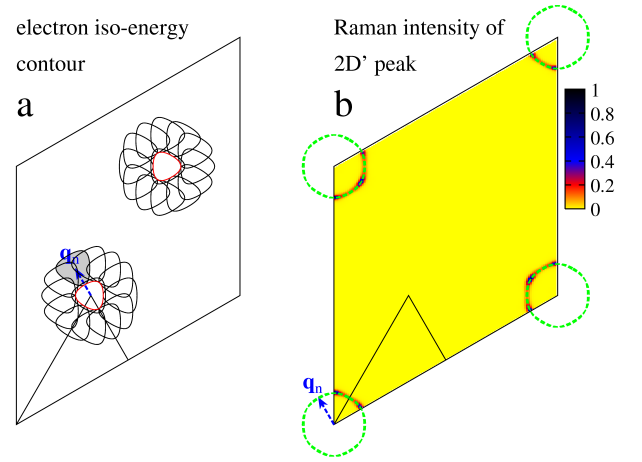 electron iso-energy
contour
a
qn
Raman intensity of
2D' peak
b
1
0.8
0.6
0.4
0.2
0
qn